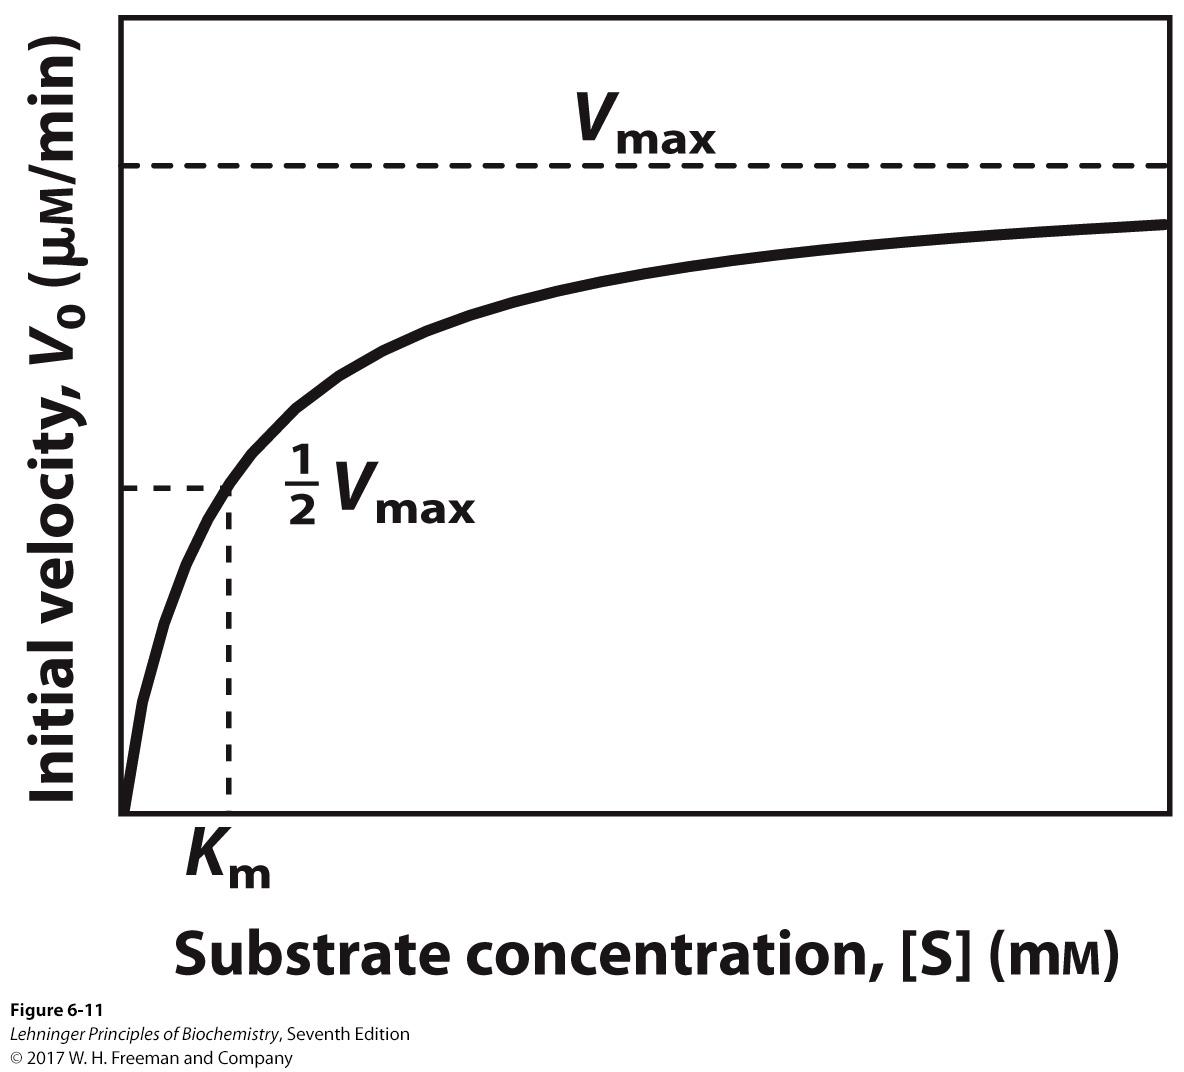 Initial velocity, V0 (μM/min)
Vmax
1/2 Vmax
Km
Substrate concentration, [S] (mM)
Figure 6-11
Lehninger Principles of Biochemistry, Seventh Edition
© 2017 W. H. Freeman and Company